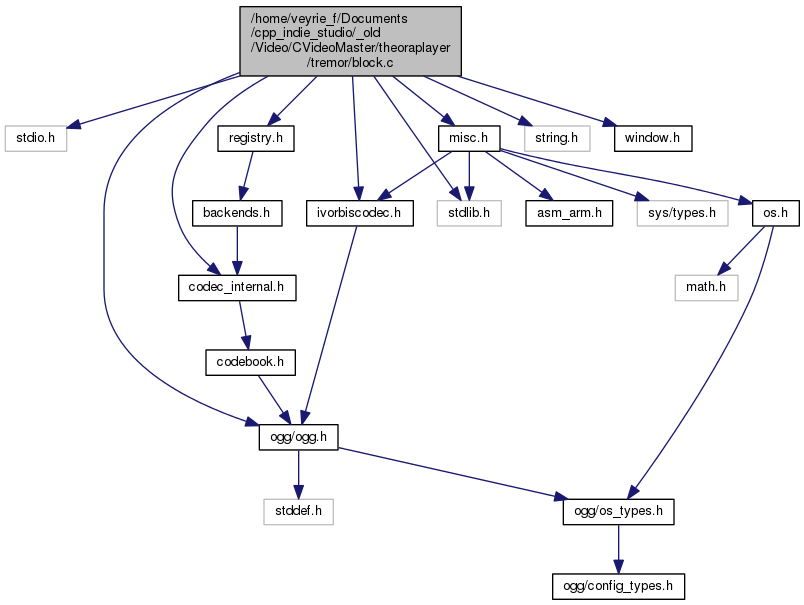 /home/veyrie_f/Documents
/cpp_indie_studio/_old
/Video/CVideoMaster/theoraplayer
/tremor/block.c
stdio.h
registry.h
misc.h
string.h
window.h
backends.h
ivorbiscodec.h
stdlib.h
asm_arm.h
sys/types.h
os.h
codec_internal.h
math.h
codebook.h
ogg/ogg.h
stddef.h
ogg/os_types.h
ogg/config_types.h